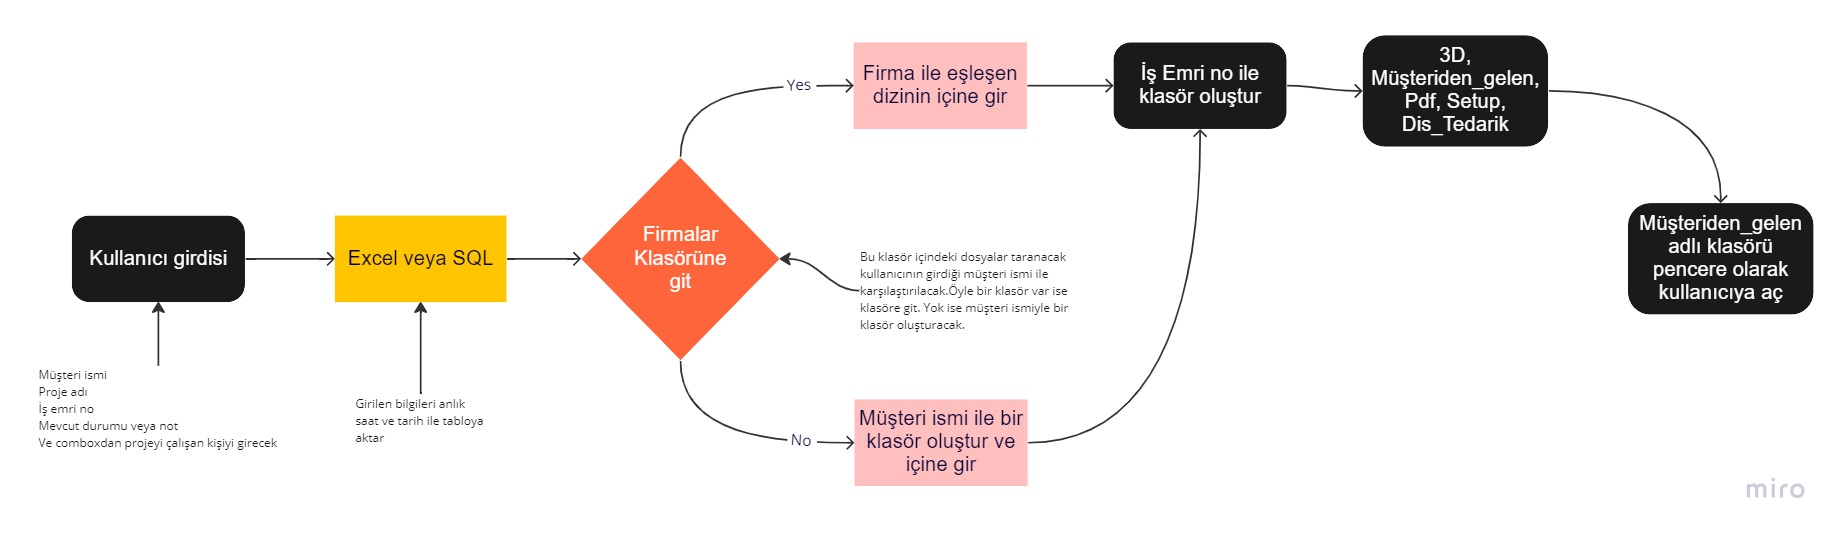 Kullanıcı girdisi
Müşteri ismi
Proje adı
İş emri no
Mevcut durumu veya not
Ve comboxdan projeyi çalışan kişiyi girecek
Excel veya SQL
Girilen bilgileri anlık
saat ve tarih ile tabloya
aktar
Firmalar
Klasörüne
git
Bu klasör içindeki dosyalar taranacak
kullanıcının girdiği müşteri ismi ile
karşılaştırılacak.Öyle bir klasör var ise
klasöre git. Yok ise müşteri ismiyle bir
klasör oluşturacak.
Yes
Firma ile eşleşen
dizinin içine gir
No
Müşteri ismi ile bir
klasör oluştur ve
içine gir
İş Emri no ile
klasör oluştur
3D,
Müşteriden_gelen,
Pdf, Setup,
Dis_Tedarik
Müşteriden_gelen
adlı klasörü
pencere olarak
kullanıcıya aç
miro